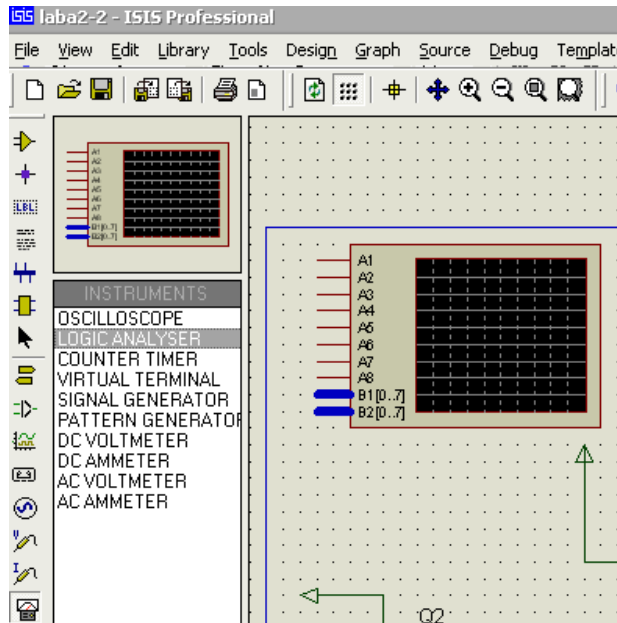 isis laba2-2 - ISIS Professional
File View Edit Library Tools Design Graph Source Debug Templat
A1
A2
A3
A4
A5
A6
A7
A8
B1[0..7]
B2[0..7]
LBL
INSTRUMENTS
OSCILLOSCOPE
LOGIC ANALYSER
COUNTER TIMER
VIRTUAL TERMINAL
SIGNAL GENERATOR
PATTERN GENERATOR
DC VOLTMETER
DC AMMETER
AC VOLTMETER
AC AMMETER
A1
A2
A3
A4
A5
A6
A7
A8
B1[0..7]
B2[0..7]
Q2